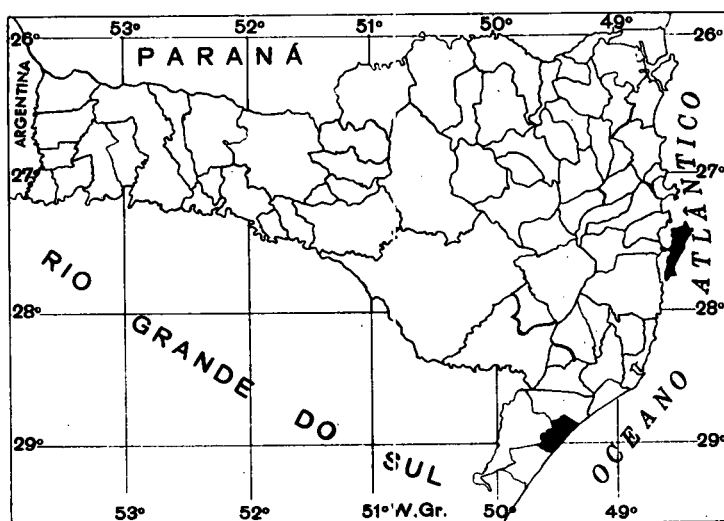 53° 52° 51° 50° 49°
26° PARANÁ 26°
ARGENTINA
27° 27°
ATLÂNTICO
RIO GRANDE DO SUL
28° 28°
OCEANO
29° 29°
53° 52° 51° W.Gr. 50° 49°